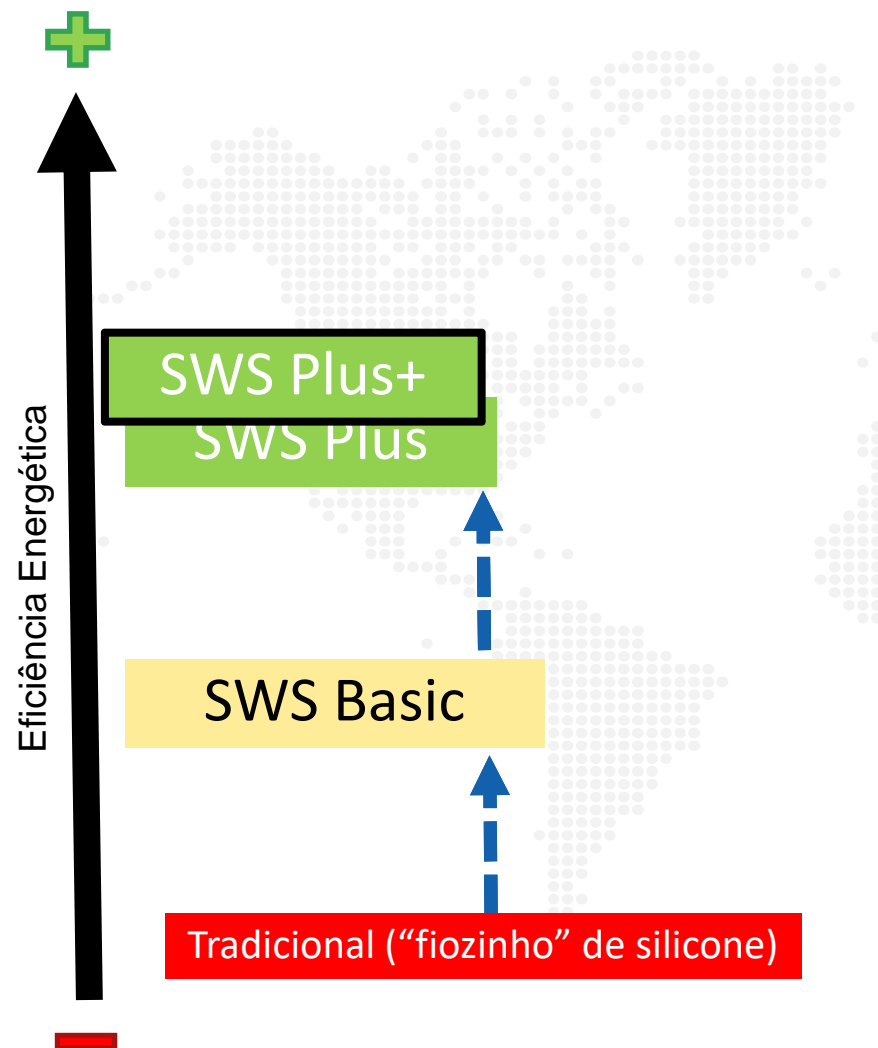 SWS Plus+
SWS Plus
Eficiência Energética
SWS Basic
Tradicional (“fiozinho” de silicone)